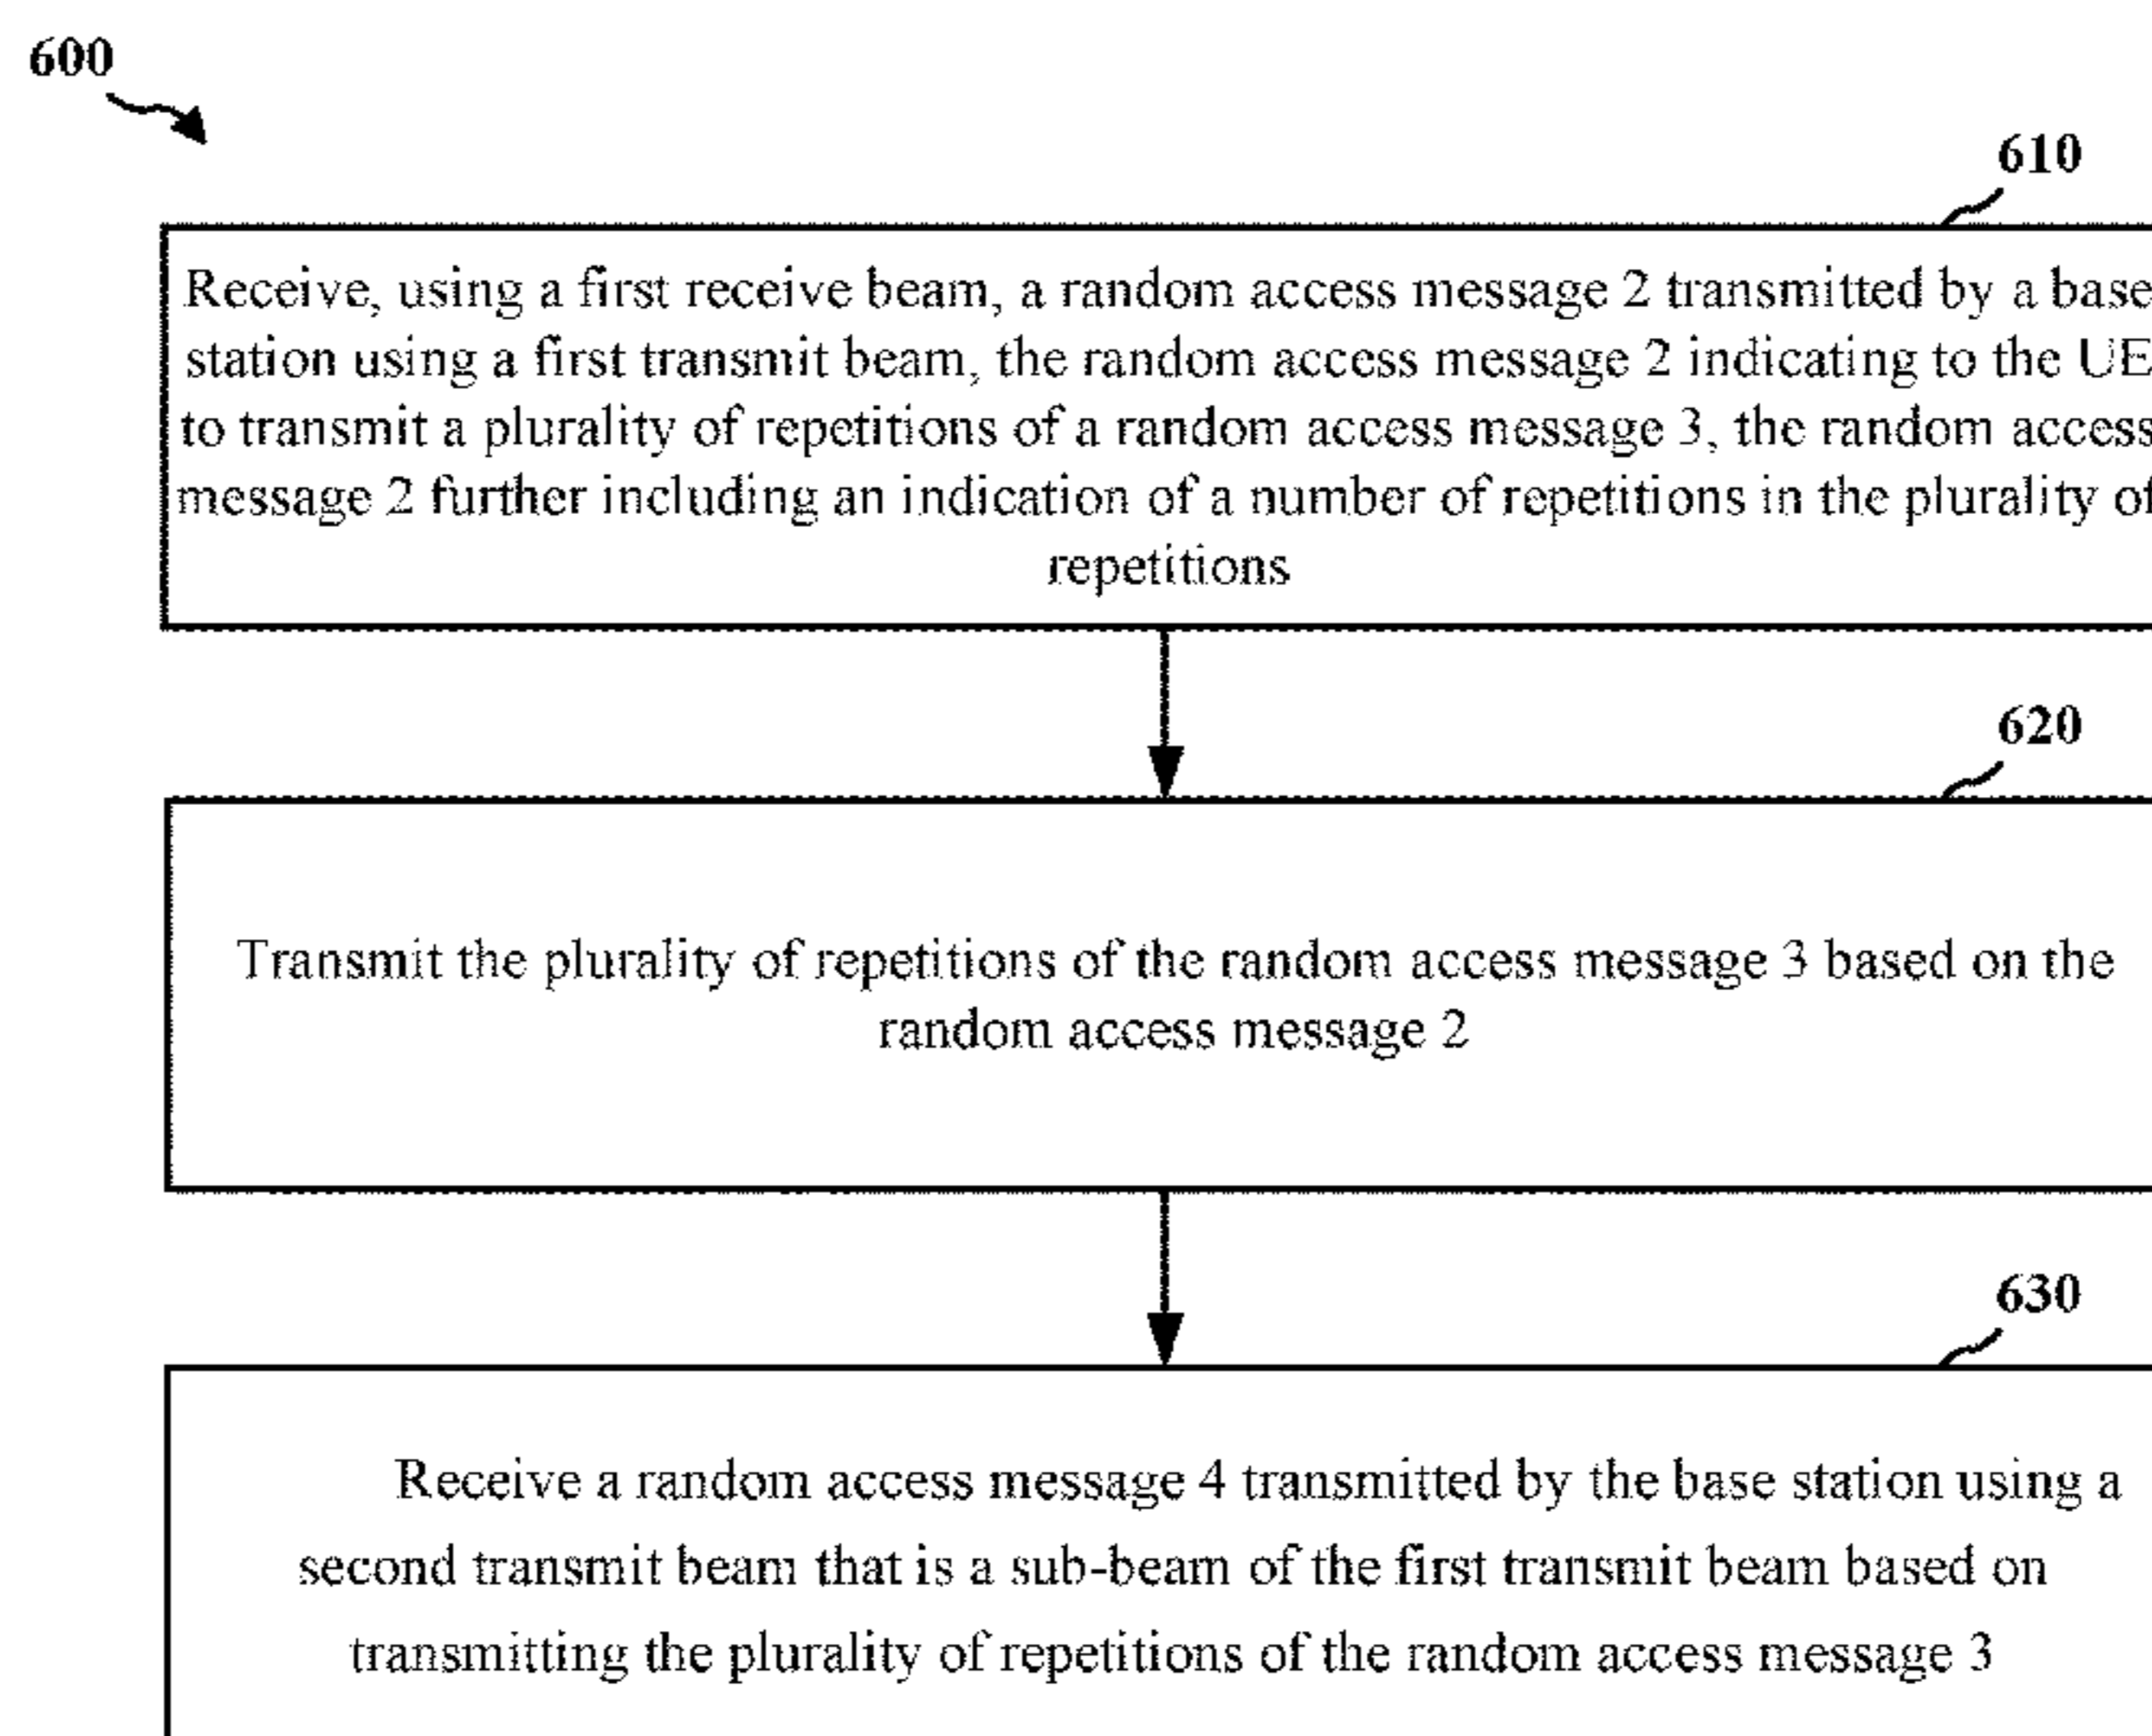 600
610
Receive, using a first receive beam, a random access message 2 transmitted by a base
station using a first transmit beam, the random access message 2 indicating to the UE
to transmit a plurality of repetitions of a random access message 3, the random access
message 2 further including an indication of a number of repetitions in the plurality of
repetitions
620
Transmit the plurality of repetitions of the random access message 3 based on the
random access message 2
630
Receive a random access message 4 transmitted by the base station using a
second transmit beam that is a sub-beam of the first transmit beam based on
transmitting the plurality of repetitions of the random access message 3